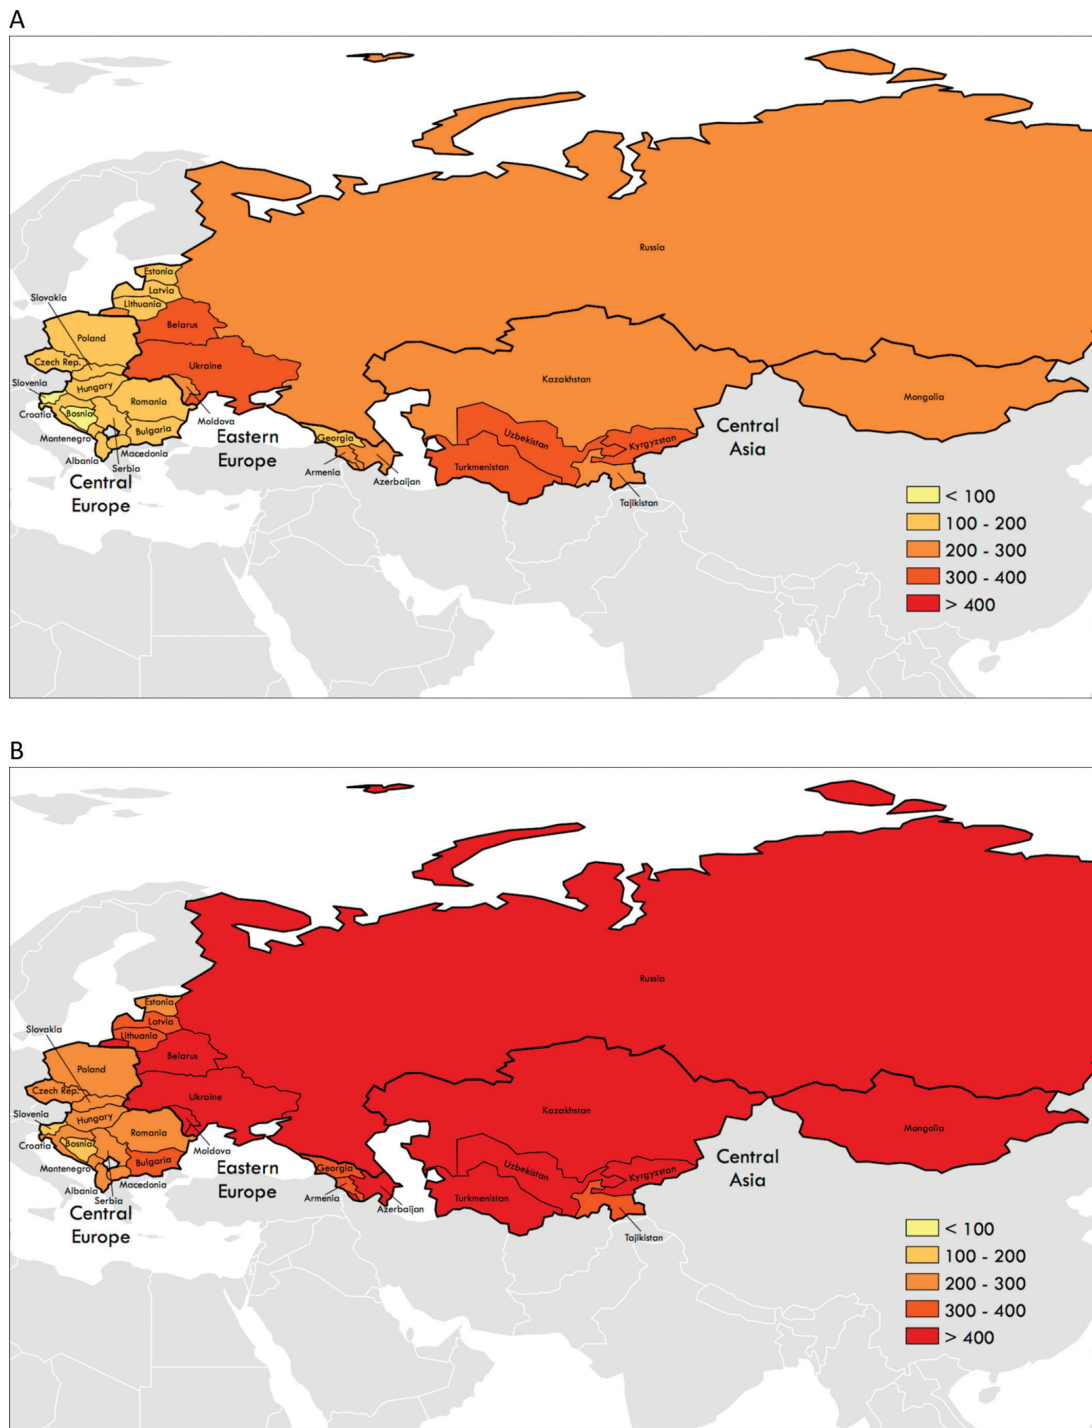 A
Russia
Estonia
Latvia
Lithuania
Slovakia
Belarus
Poland
Ukraine
Czech Rep.
Kazakhstan
Slovenia
Hungary
Mongolia
Romania
Croatia
Bosnia
Moldova
Bulgaria
Montenegro
Macedonia
Albania
Serbia
Eastern
Europe
Georgia
Armenia
Azerbaijan
Uzbekistan
Kyrgyzstan
Turkmenistan
Tajikistan
Central
Asia
Central
Europe
< 100
100 - 200
200 - 300
300 - 400
> 400
B
Russia
Estonia
Latvia
Lithuania
Slovakia
Belarus
Poland
Ukraine
Czech Rep.
Kazakhstan
Slovenia
Hungary
Mongolia
Romania
Croatia
Bosnia
Moldova
Bulgaria
Montenegro
Macedonia
Albania
Serbia
Eastern
Europe
Georgia
Armenia
Azerbaijan
Uzbekistan
Kyrgyzstan
Turkmenistan
Tajikistan
Central
Asia
Central
Europe
< 100
100 - 200
200 - 300
300 - 400
> 400